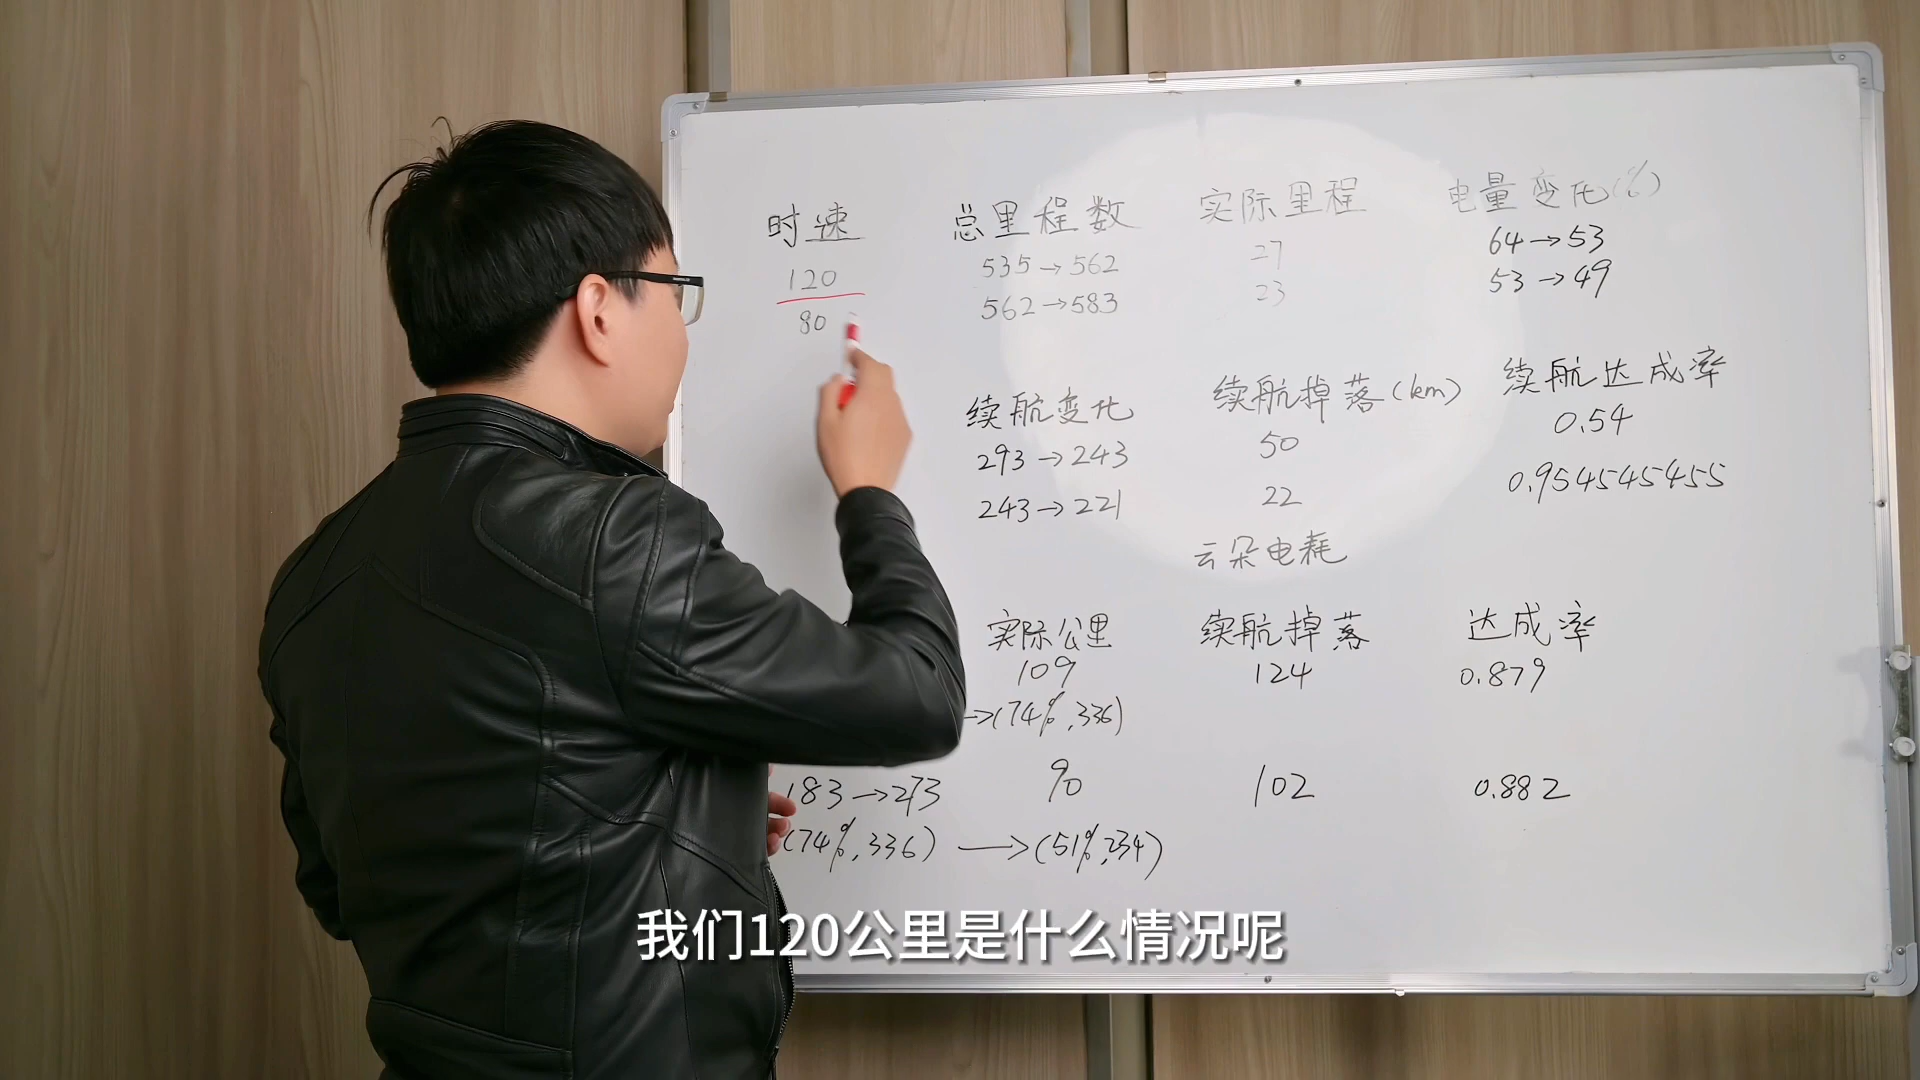 时速 总里程数 实际里程 电量变化(%)
120 535→562 27 64→53
80 562→583 23 53→49
续航变化 续航掉落(km) 续航达成率
293→243 50 0.54
243→221 22 0.954545455
云朵电耗
实际公里 续航掉落 达成率
109 124 0.879
→(74%,336)
183→273 90 102 0.882
(74%,336)→(51%,234)
我们120公里是什么情况呢